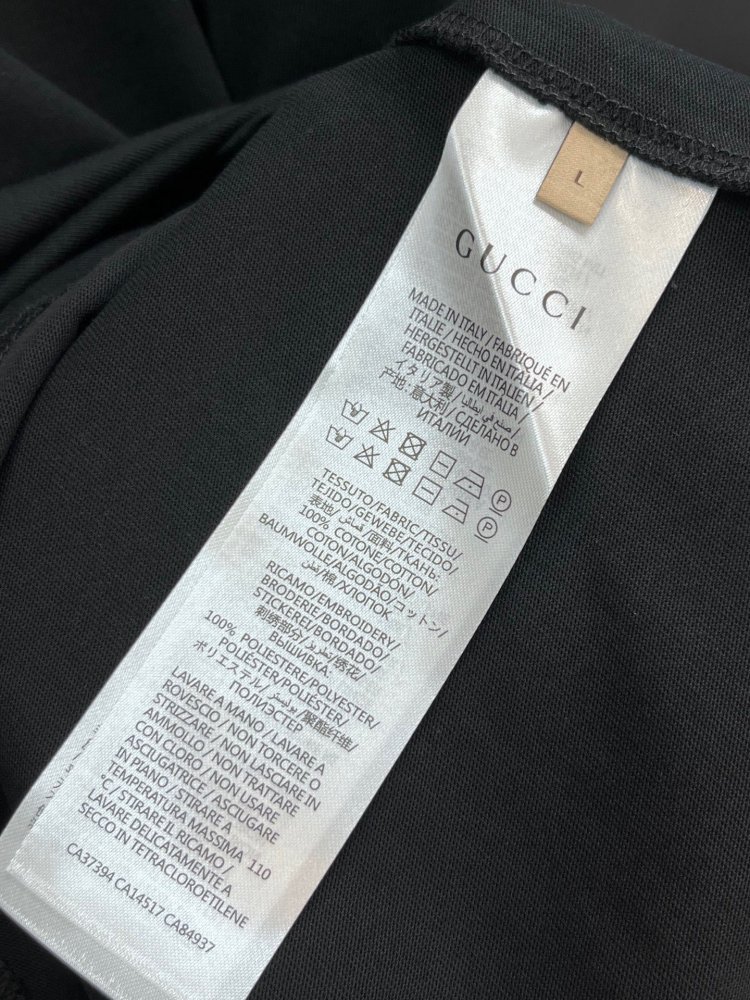 L
GUCCI
MADE IN ITALY / FABRIQUÉ EN
ITALIE / HECHO EN ITALIA /
HERGESTELLT IN ITALIEN /
FABRICADO EM ITALIA /
イタリア製 / صنع في إيطاليا /
产地: 意大利 / СДЕЛАНО В
ИТАЛИИ
P
P
TESSUTO/FABRIC/TISSU/
TEJIDO/GEWEBE/TECIDO/
表地/ قماش /面料/ТКАНЬ:
100% COTONE/COTTON/
COTON/ALGODÓN/
BAUMWOLLE/ALGODÃO/コットン/
قطن /棉/ХЛОПОК
RICAMO/EMBROIDERY/
BRODERIE/BORDADO/
STICKEREI/BORDADO/
刺绣部分/ تطريز /绣花/
ВЫШИВКА:
100% POLIESTERE/POLYESTER/
POLYESTER/POLIÉSTER/
POLYESTER/POLIÉSTER/
ポリエステル/ بوليستر /聚酯纤维/
ПОЛИЭСТЕР
LAVARE A MANO / LAVARE A
ROVESCIO / NON TORCERE O
STRIZZARE / NON LASCIARE IN
AMMOLLO / NON TRATTARE
CON CLORO / NON USARE
ASCIUGATRICE / ASCIUGARE
IN PIANO / STIRARE A
TEMPERATURA MASSIMA 110
°C / STIRARE IL RICAMO /
LAVARE DELICATAMENTE A
SECCO IN TETRACLOROETILENE
CA37394 CA14517 CA84937